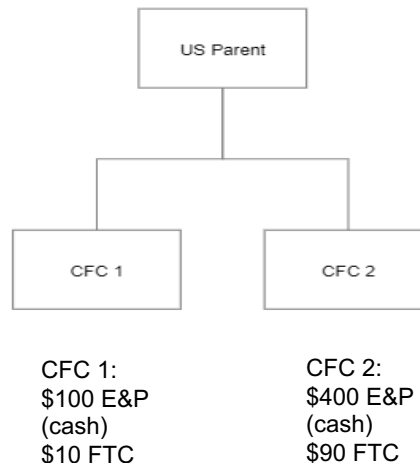 US Parent
CFC 1
CFC 2
CFC 1:
$100 E&P
(cash)
$10 FTC
CFC 2:
$400 E&P
(cash)
$90 FTC